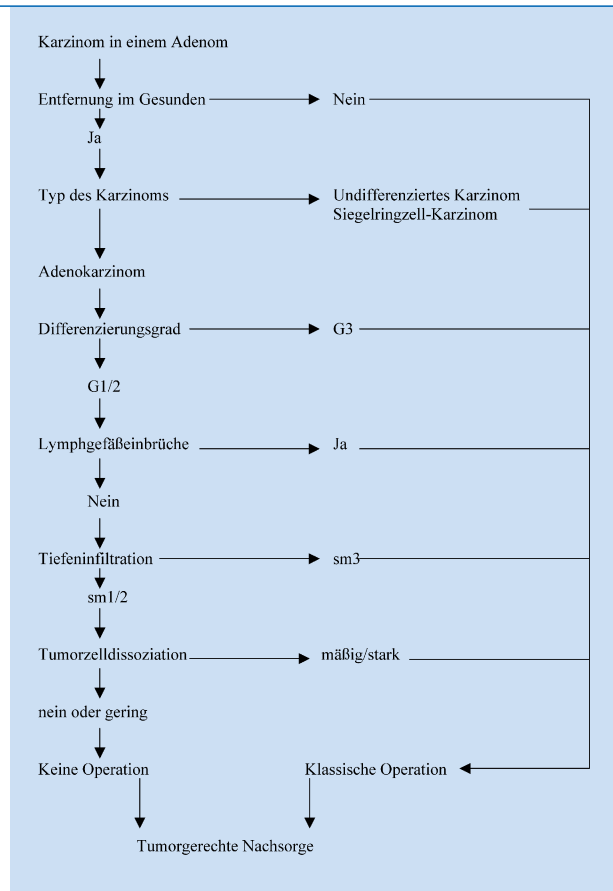 Karzinom in einem Adenom
Entfernung im Gesunden
Nein
Ja
Typ des Karzinoms
Undifferenziertes Karzinom
Siegelringzell-Karzinom
Adenokarzinom
Differenzierungsgrad
G3
G1/2
Lymphgefäßeinbrüche
Ja
Nein
Tiefeninfiltration
sm3
sm1/2
Tumorzelldissoziation
mäßig/stark
nein oder gering
Keine Operation
Klassische Operation
Tumorgerechte Nachsorge